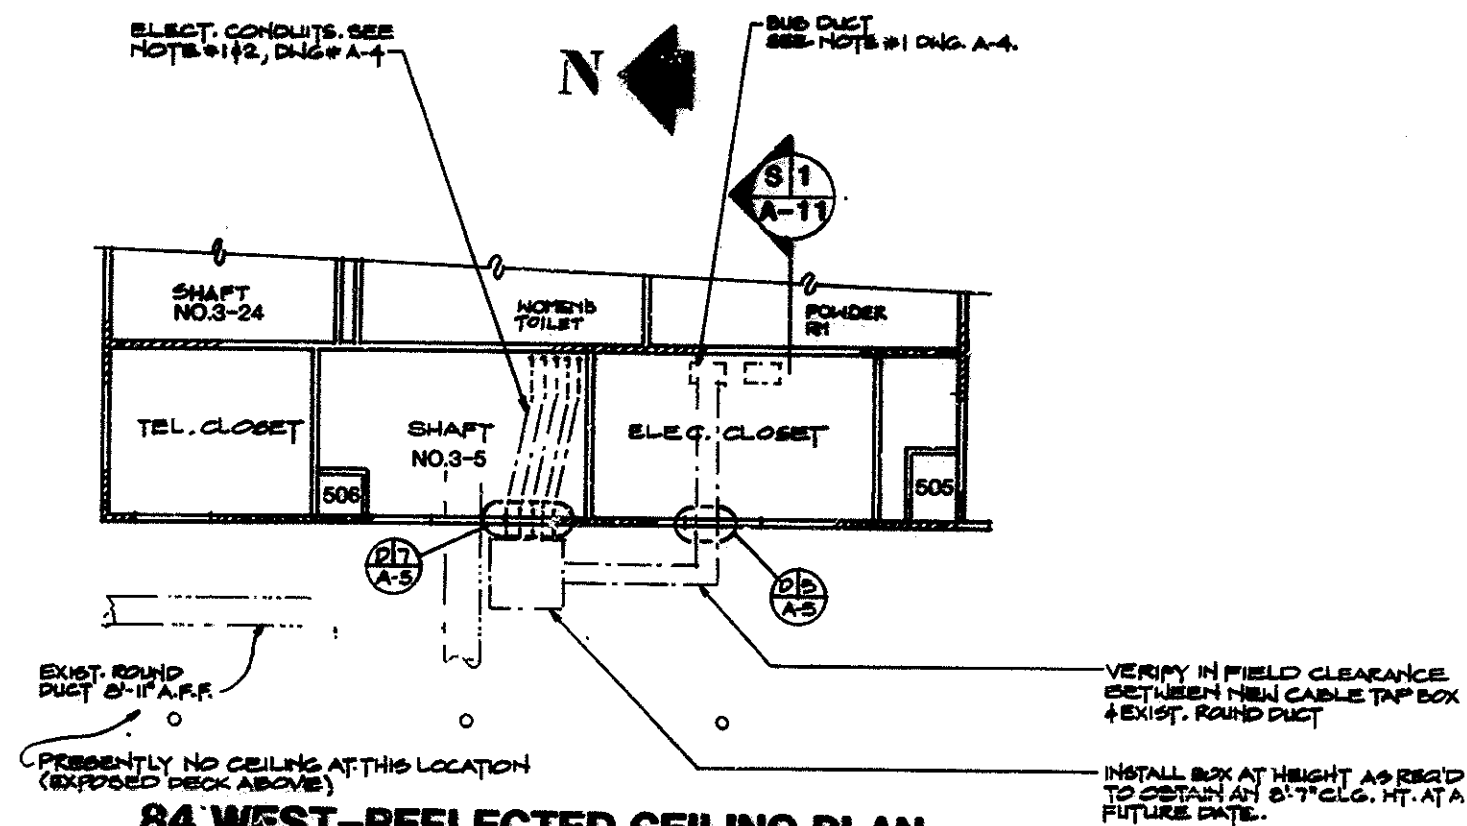 ELECT. CONDUITS. SEE
NOTE #1 & 2, DWG# A-4
N
BUS DUCT
SEE NOTE #1 DWG. A-4.
S 1
A-11
SHAFT
NO.3-24
WOMENS
TOILET
POWDER
RM
TEL. CLOSET
SHAFT
NO.3-5
ELEC. CLOSET
506
505
D 7
A-5
A-5
EXIST. ROUND
DUCT 8'-11" A.F.F.
VERIFY IN FIELD CLEARANCE
BETWEEN NEW CABLE TAP BOX
& EXIST. ROUND DUCT
PRESENTLY NO CEILING AT THIS LOCATION
(EXPOSED DECK ABOVE)
INSTALL BOX AT HEIGHT AS REQ'D
TO OBTAIN AN 8'-7" CLG. HT. AT A
FUTURE DATE.
84 WEST-REFLECTED CEILING PLAN